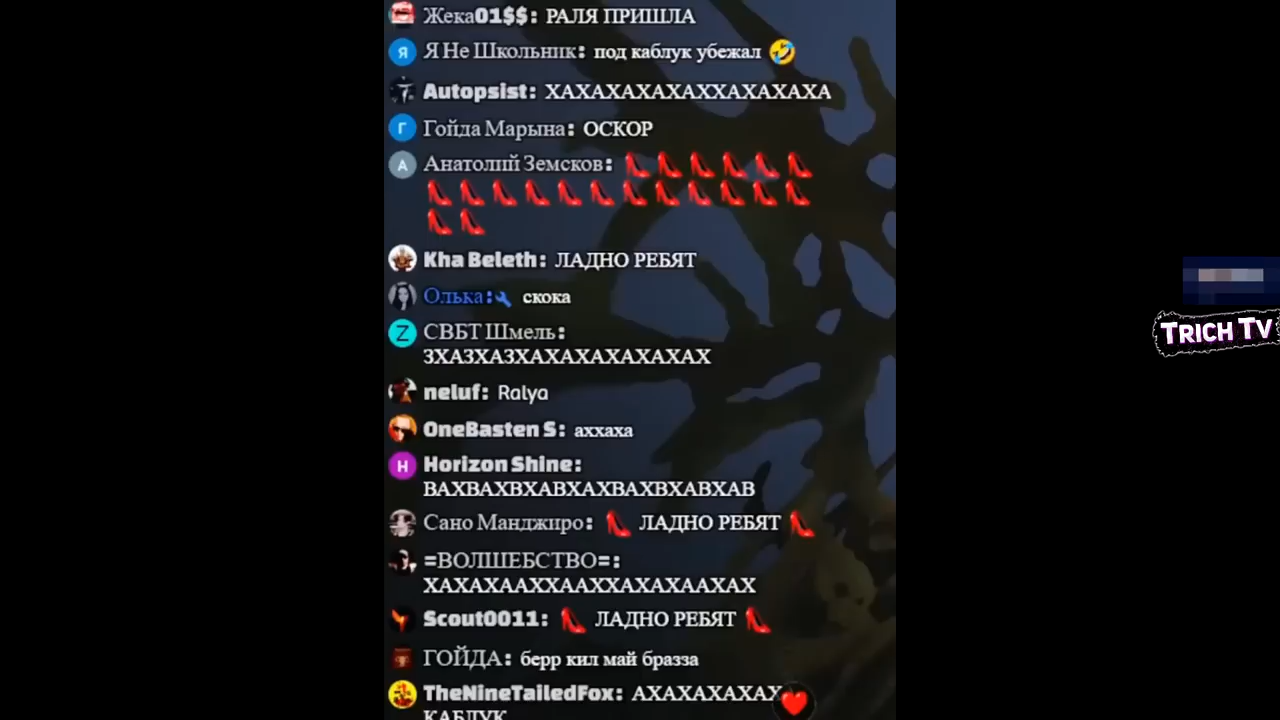 Жека01$$: РАЛЯ ПРИШЛА
Я Я Не Школьник: под каблук убежал 🤣
Autopsist: ХАХАХАХАХАХХАХАХАХА
Г Гойда Марына: ОСКОР
А Анатолий Земсков: 👠👠👠👠👠👠
👠👠👠👠👠👠👠👠👠👠👠👠
👠👠
Kha Beleth: ЛАДНО РЕБЯТ
Олька:🔧 скока
Z СВБТ Шмель:
ЗХАЗХАЗХАХАХАХАХАХАХ
neluf: Ralya
OneBasten S: аххаха
H Horizon Shine:
ВАХВАХВХАВХАХВАХВХАВХАВ
Сано Манджиро: 👠 ЛАДНО РЕБЯТ 👠
=ВОЛШЕБСТВО=:
ХАХАХААХХААХХАХАХААХАХ
Scout0011: 👠 ЛАДНО РЕБЯТ 👠
ГОЙДА: берр кил май бразза
TheNineTailedFox: АХАХАХАХАХ
КАБЛУК
TRICH TV